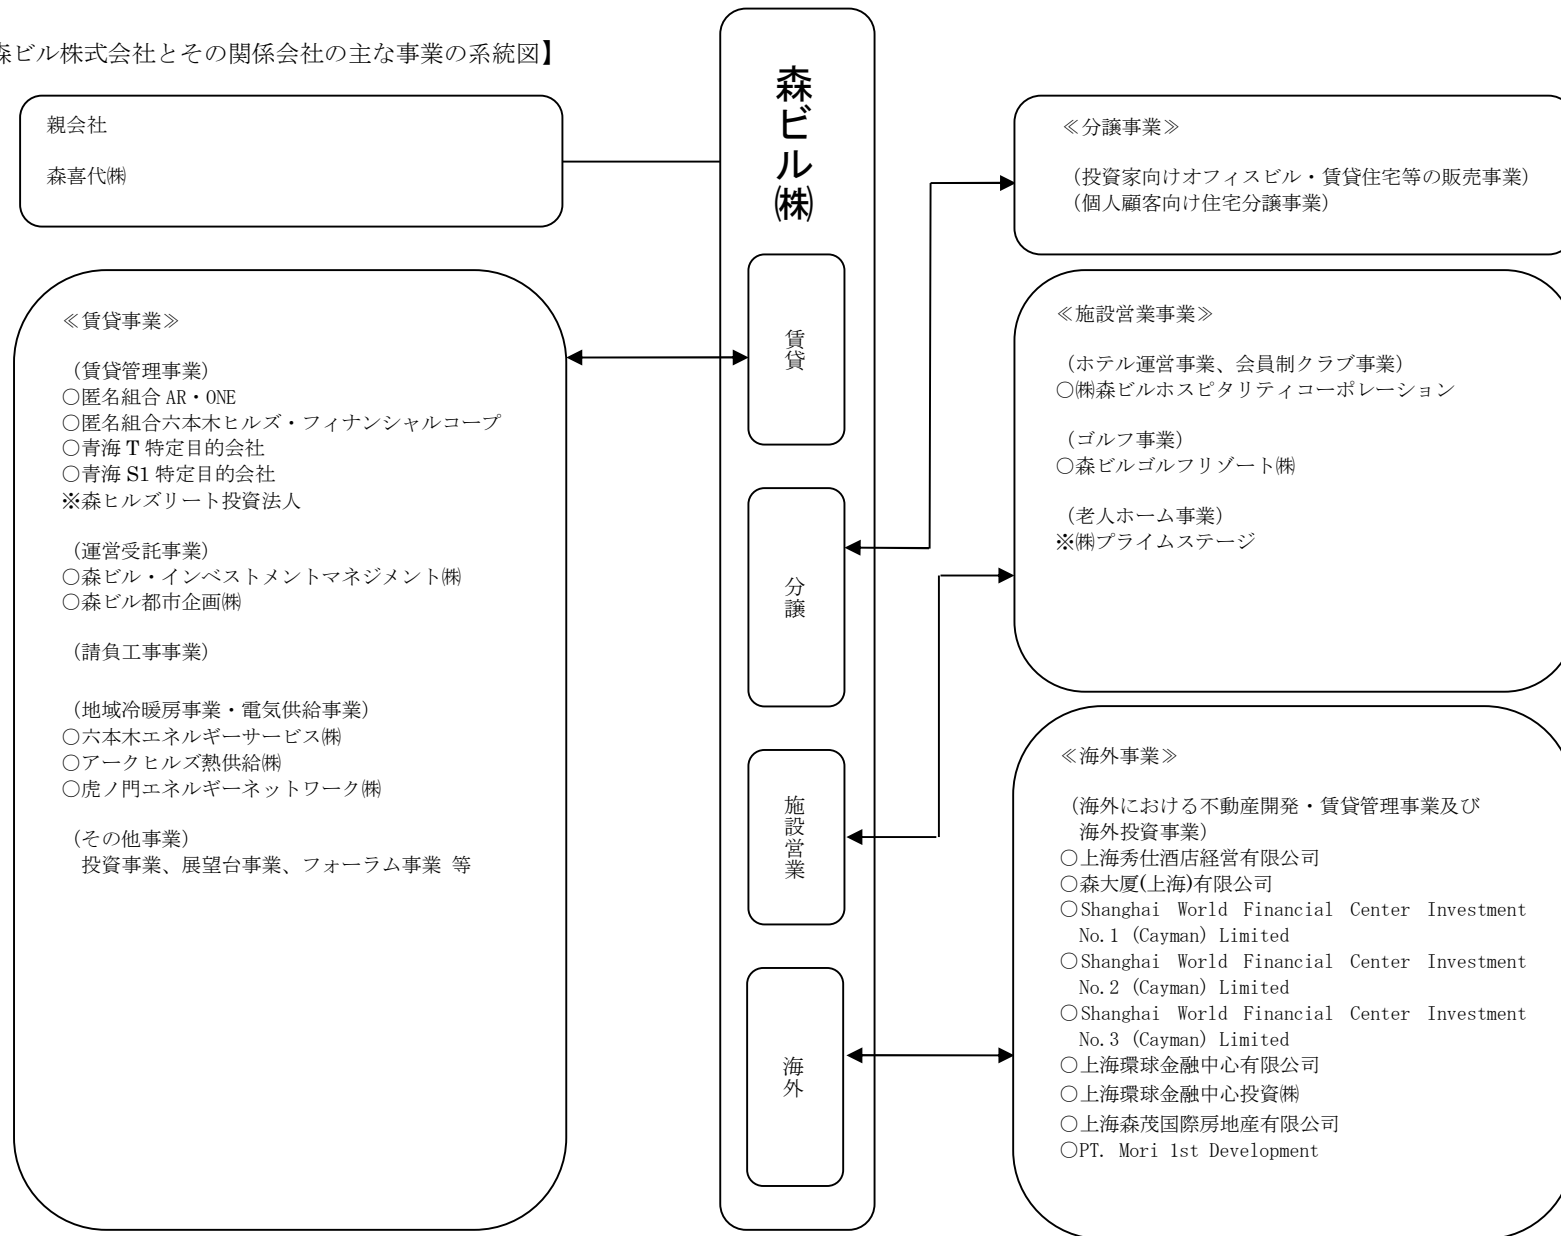 森ビル株式会社とその関係会社の主な事業の系統図】
親会社
森喜代㈱
≪賃貸事業≫
（賃貸管理事業）
○匿名組合 AR・ONE
○匿名組合六本木ヒルズ・フィナンシャルコープ
○青海 T 特定目的会社
○青海 S1 特定目的会社
※森ヒルズリート投資法人
（運営受託事業）
○森ビル・インベストメントマネジメント㈱
○森ビル都市企画㈱
（請負工事事業）
（地域冷暖房事業・電気供給事業）
○六本木エネルギーサービス㈱
○アークヒルズ熱供給㈱
○虎ノ門エネルギーネットワーク㈱
（その他事業）
投資事業、展望台事業、フォーラム事業 等
森ビル㈱
賃貸
分譲
施設営業
海外
≪分譲事業≫
（投資家向けオフィスビル・賃貸住宅等の販売事業）
（個人顧客向け住宅分譲事業）
≪施設営業事業≫
（ホテル運営事業、会員制クラブ事業）
○㈱森ビルホスピタリティコーポレーション
（ゴルフ事業）
○森ビルゴルフリゾート㈱
（老人ホーム事業）
※㈱プライムステージ
≪海外事業≫
（海外における不動産開発・賃貸管理事業及び
海外投資事業）
○上海秀仕酒店経営有限公司
○森大厦(上海)有限公司
○Shanghai World Financial Center Investment
No.1 (Cayman) Limited
○Shanghai World Financial Center Investment
No.2 (Cayman) Limited
○Shanghai World Financial Center Investment
No.3 (Cayman) Limited
○上海環球金融中心有限公司
○上海環球金融中心投資㈱
○上海森茂国際房地産有限公司
○PT. Mori 1st Development